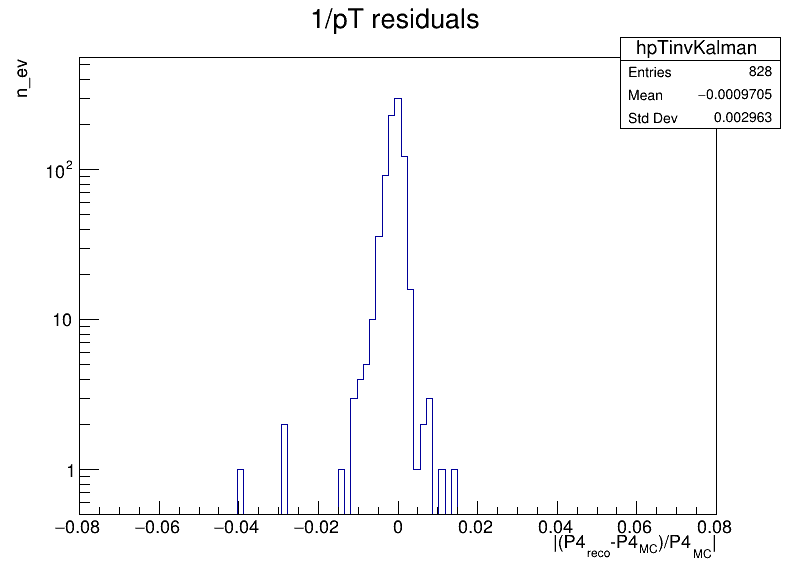 1/pT residuals
hpTinvKalman
Entries 828
Mean −0.0009705
Std Dev 0.002963
n_ev
10²
10
1
−0.08 −0.06 −0.04 −0.02 0 0.02 0.04 0.06 0.08
|(P4reco-P4MC)/P4MC|